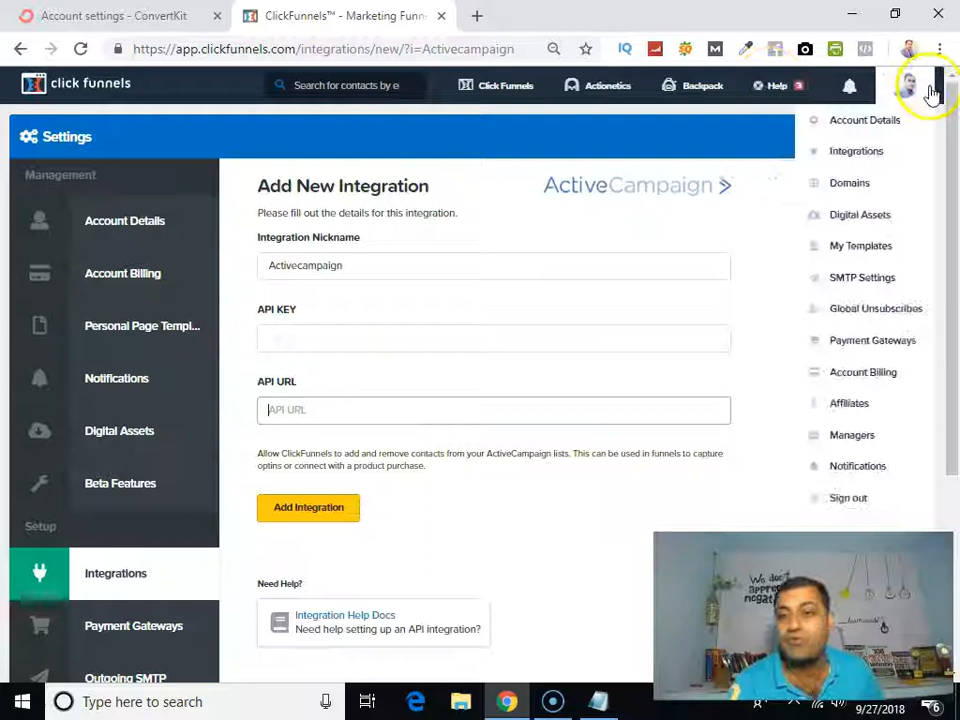 Account settings - ConvertKit
ClickFunnels™ - Marketing Funn
https://app.clickfunnels.com/integrations/new/?i=Activecampaign
click funnels
Search for contacts by e
Click Funnels
Actionetics
Backpack
Help 3
Settings
Management
Account Details
Account Billing
Personal Page Templ...
Notifications
Digital Assets
Beta Features
Setup
Integrations
Payment Gateways
Outgoing SMTP
Add New Integration
ActiveCampaign >
Please fill out the details for this integration.
Integration Nickname
Activecampaign
API KEY
API URL
API URL
Allow ClickFunnels to add and remove contacts from your ActiveCampaign lists. This can be used in funnels to capture
optins or connect with a product purchase.
Add Integration
Need Help?
Integration Help Docs
Need help setting up an API integration?
Account Details
Integrations
Domains
Digital Assets
My Templates
SMTP Settings
Global Unsubscribes
Payment Gateways
Account Billing
Affiliates
Managers
Notifications
Sign out
We don't
appreci
negati
Type here to search
9/27/2018
6